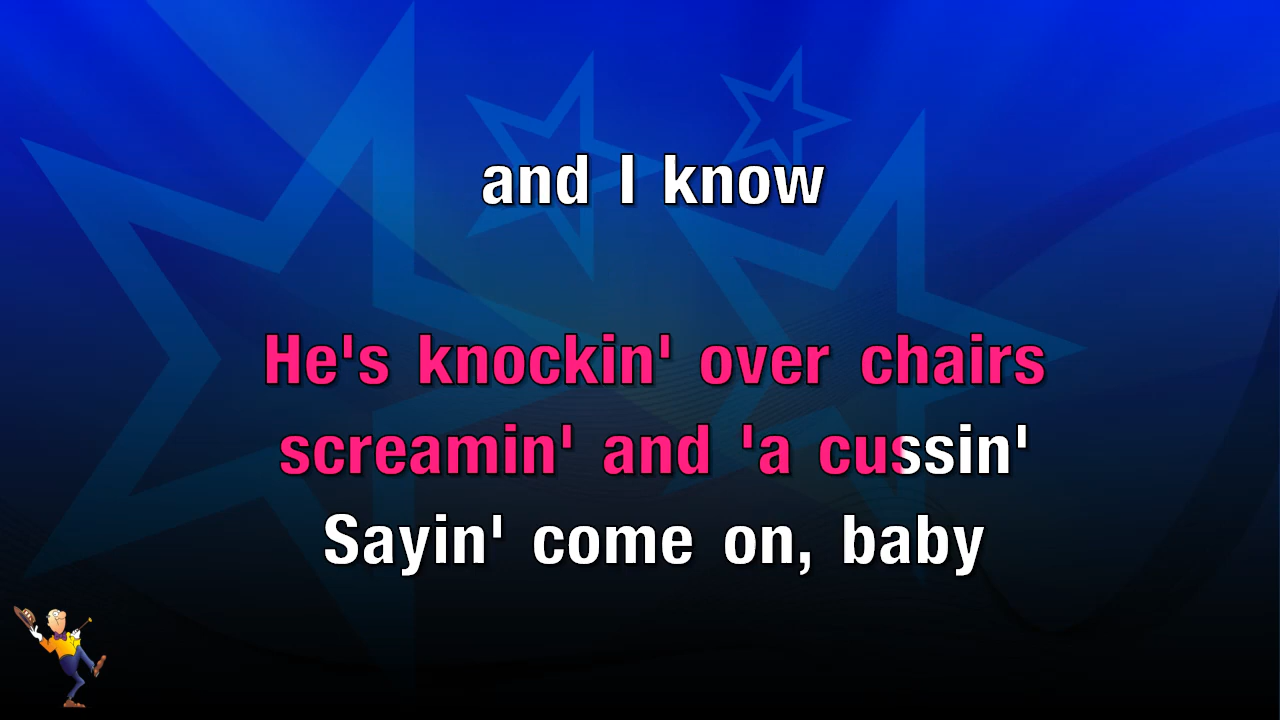 and I know
He's knockin' over chairs
screamin' and 'a cussin'
Sayin' come on, baby